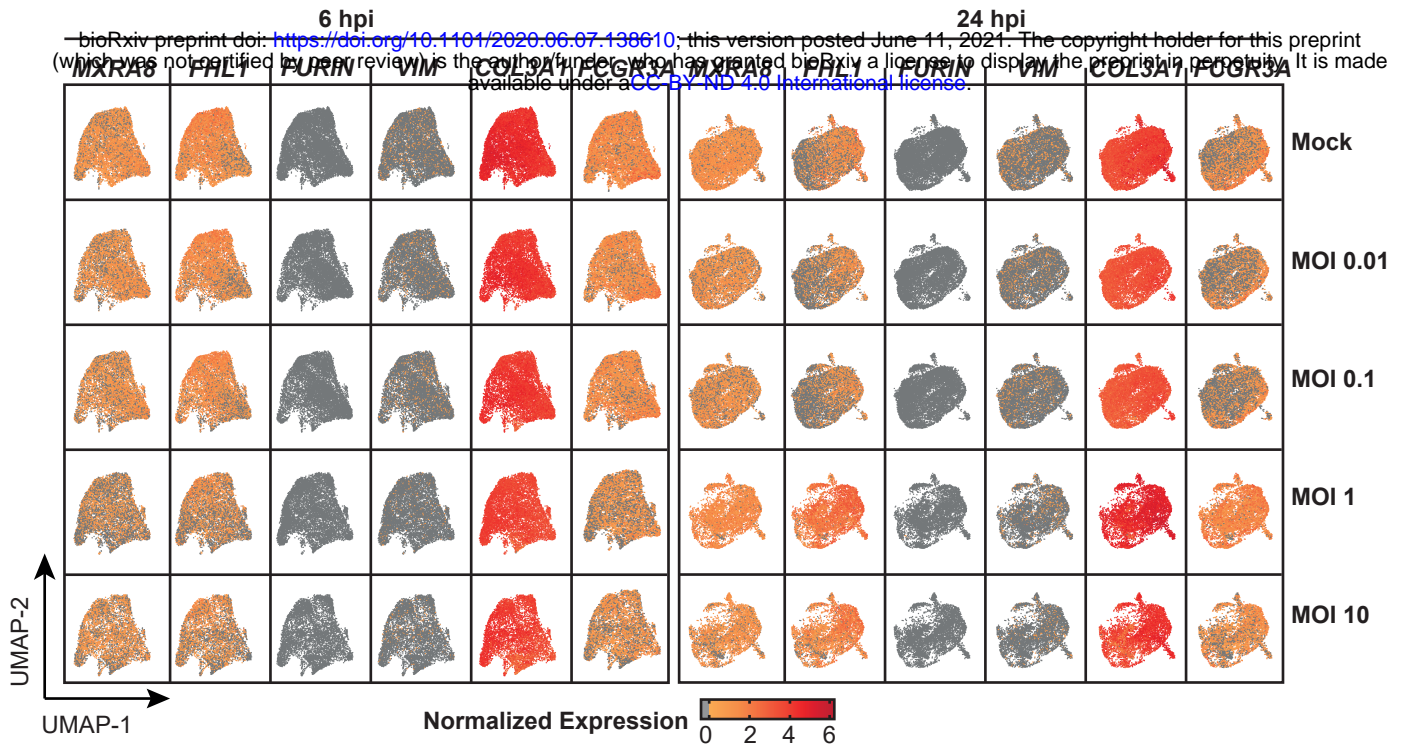 6 hpi 24 hpi
bioRxiv preprint doi: https://doi.org/10.1101/2020.06.07.138610; this version posted June 11, 2021. The copyright holder for this preprint
(which was not certified by peer review) is the author/funder, who has granted bioRxiv a license to display the preprint in perpetuity. It is made
available under aCC-BY-ND 4.0 International license.
MXRA8 FHL1 FURIN VIM COL3A1 FCGR3A MXRA8 FHL1 FURIN VIM COL3A1 FCGR3A
Mock
MOI 0.01
MOI 0.1
MOI 1
MOI 10
UMAP-2
UMAP-1
Normalized Expression
0 2 4 6